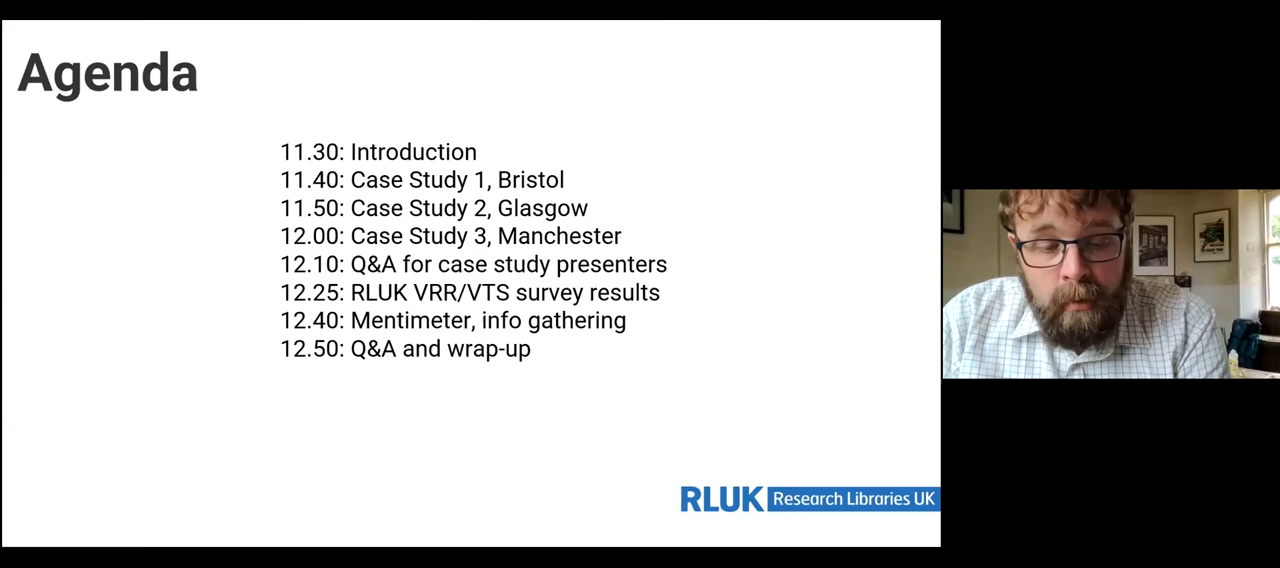 Agenda
11.30: Introduction
11.40: Case Study 1, Bristol
11.50: Case Study 2, Glasgow
12.00: Case Study 3, Manchester
12.10: Q&A for case study presenters
12.25: RLUK VRR/VTS survey results
12.40: Mentimeter, info gathering
12.50: Q&A and wrap-up
RLUK Research Libraries UK